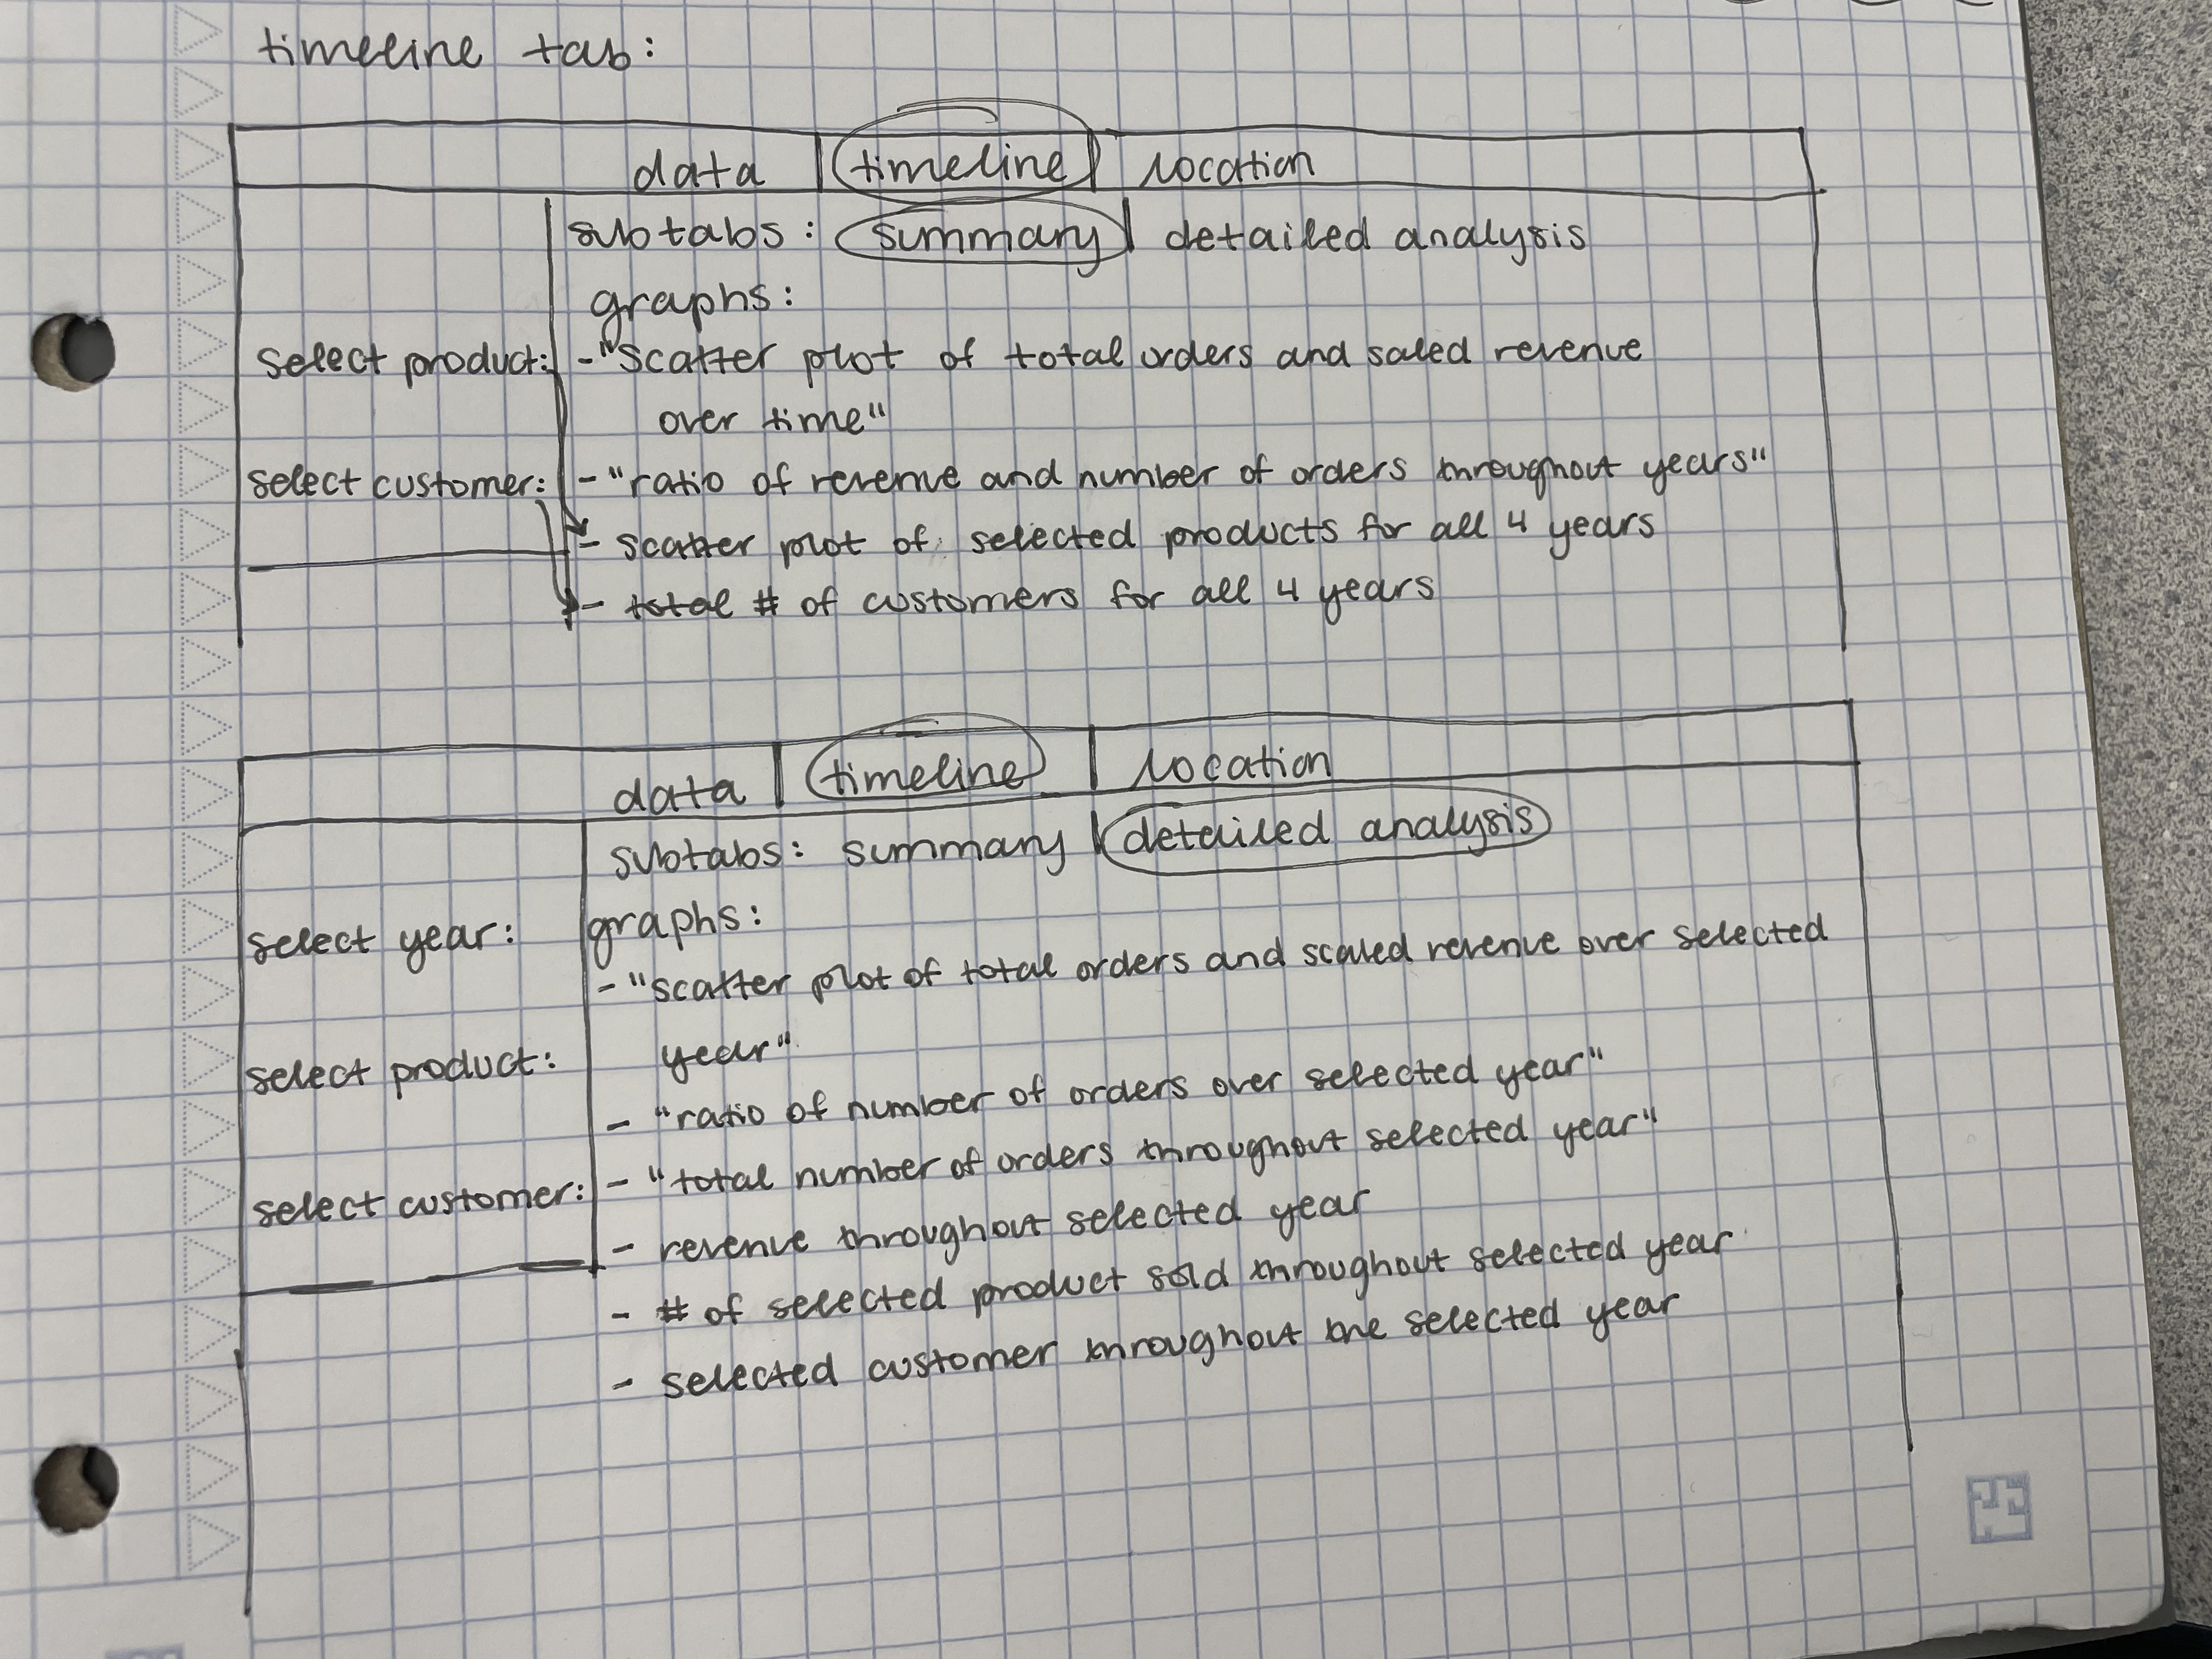 timeline tab:
data | timeline | location
subtabs: summary | detailed analysis
graphs:
select product:
- "scatter plot of total orders and scaled revenue
over time"
select customer:
- "ratio of revenue and number of orders throughout years"
- scatter plot of selected products for all 4 years
- total # of customers for all 4 years
data | timeline | location
subtabs: summary | detailed analysis
graphs:
select year:
- "scatter plot of total orders and scaled revenue over selected
year"
select product:
- "ratio of number of orders over selected year"
select customer:
- "total number of orders throughout selected year"
- revenue throughout selected year
- # of selected product sold throughout selected year
- selected customer throughout the selected year